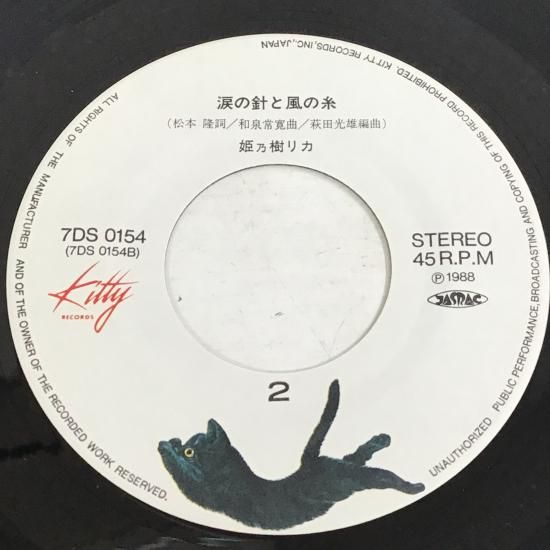 涙の針と風の糸
(松本 隆詞/和泉常寛曲/萩田光雄編曲)
姫乃樹リカ
7DS 0154
(7DS 0154B)
Kitty
RECORDS
STEREO
45 R.P.M
Ⓟ 1988
JASRAC
2
ALL RIGHTS OF THE MANUFACTURER AND OF THE OWNER OF THE RECORDED WORK RESERVED.
UNAUTHORIZED PUBLIC PERFORMANCE, BROADCASTING AND COPYING OF THIS RECORD PROHIBITED. KITTY RECORDS, INC., JAPAN